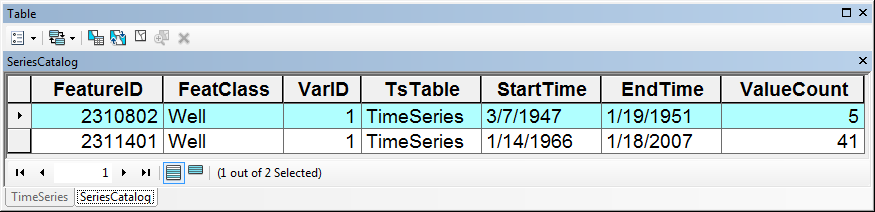 Table
SeriesCatalog
FeatureID FeatClass VarID TsTable StartTime EndTime ValueCount
2310802 Well 1 TimeSeries 3/7/1947 1/19/1951 5
2311401 Well 1 TimeSeries 1/14/1966 1/18/2007 41
1 (1 out of 2 Selected)
TimeSeries SeriesCatalog